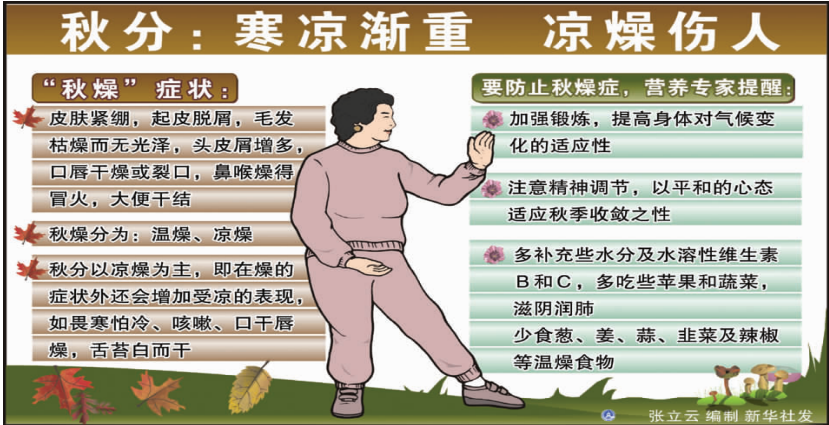 秋分：寒凉渐重　凉燥伤人
“秋燥”症状：
皮肤紧绷，起皮脱屑，毛发
枯燥而无光泽，头皮屑增多，
口唇干燥或裂口，鼻喉燥得
冒火，大便干结
秋燥分为：温燥、凉燥
秋分以凉燥为主，即在燥的
症状外还会增加受凉的表现，
如畏寒怕冷、咳嗽、口干唇
燥，舌苔白而干
要防止秋燥症，营养专家提醒：
加强锻炼，提高身体对气候变
化的适应性
注意精神调节，以平和的心态
适应秋季收敛之性
多补充些水分及水溶性维生素
B和C，多吃些苹果和蔬菜，
滋阴润肺
少食葱、姜、蒜、韭菜及辣椒
等温燥食物
张立云 编制 新华社发